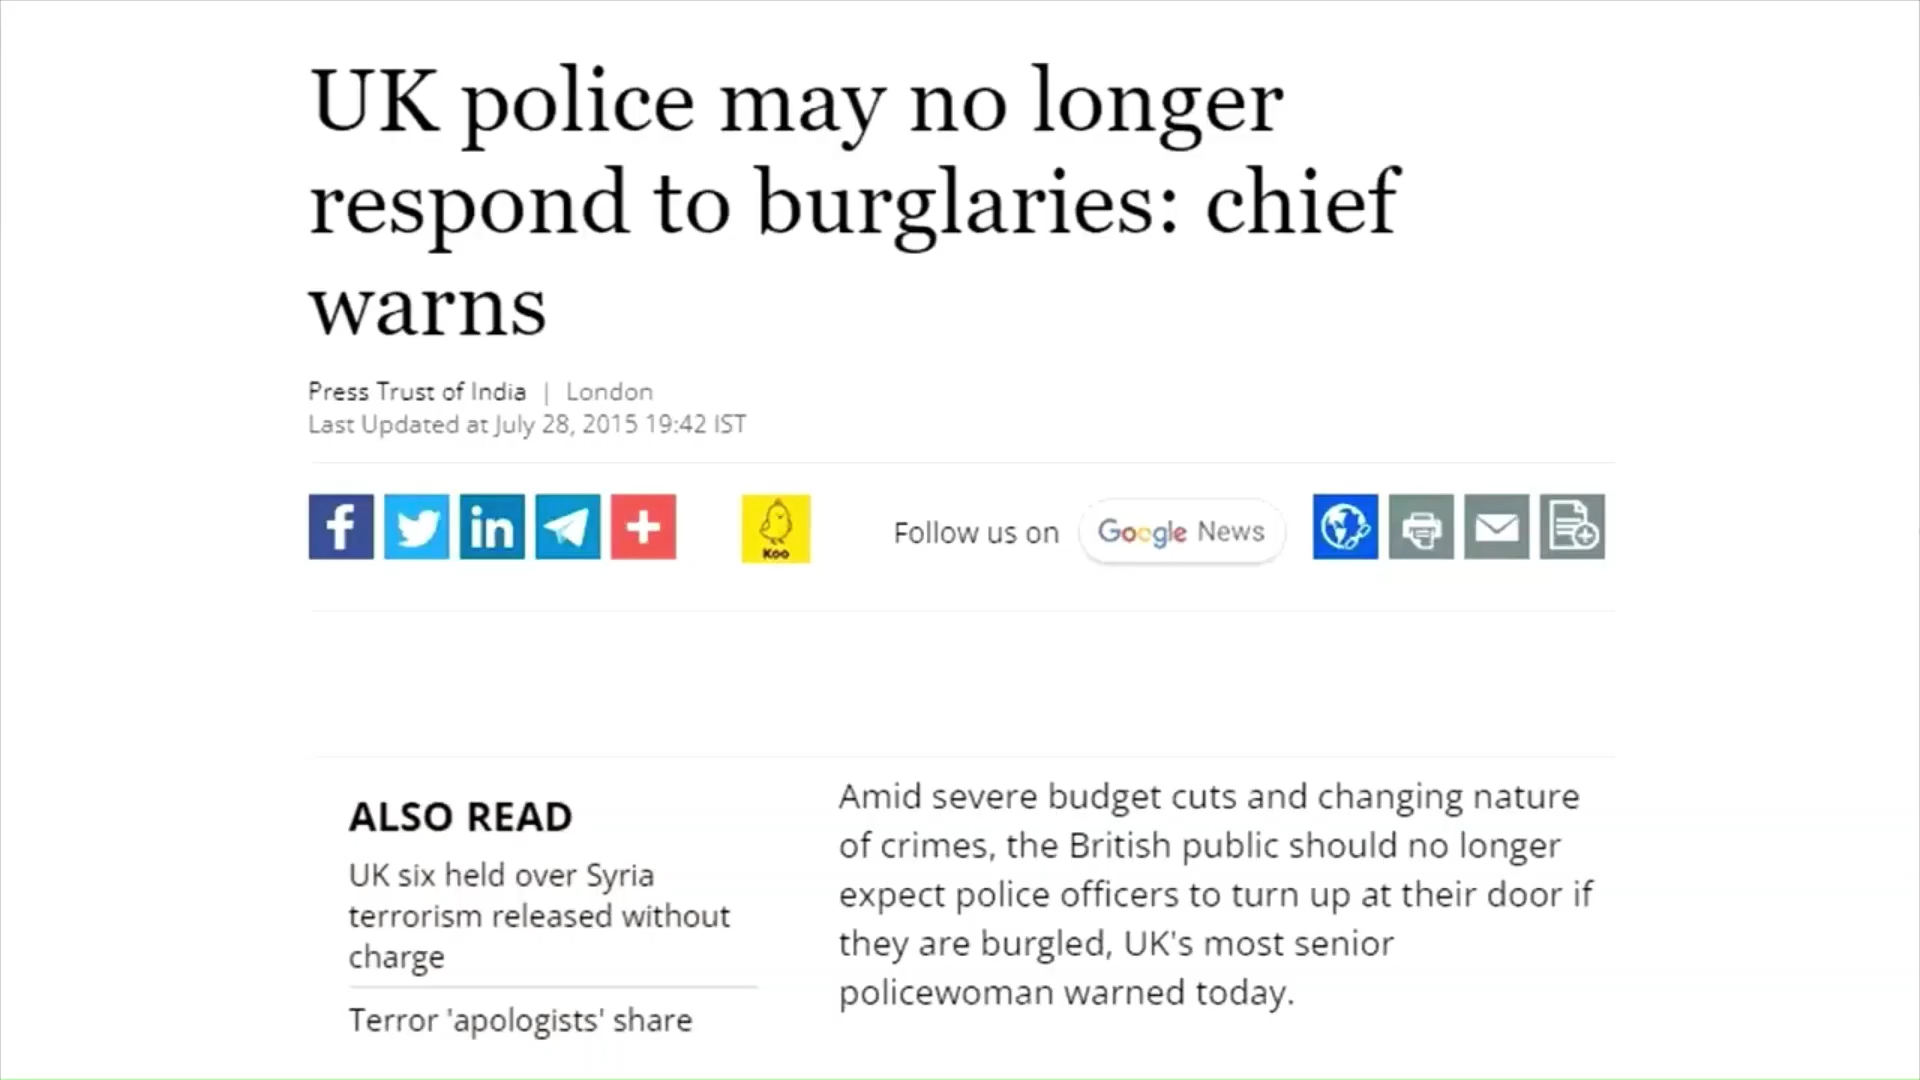 UK police may no longer
respond to burglaries: chief
warns
Press Trust of India | London
Last Updated at July 28, 2015 19:42 IST
f in + Koo Follow us on Google News
ALSO READ
UK six held over Syria
terrorism released without
charge
Terror 'apologists' share
Amid severe budget cuts and changing nature
of crimes, the British public should no longer
expect police officers to turn up at their door if
they are burgled, UK's most senior
policewoman warned today.